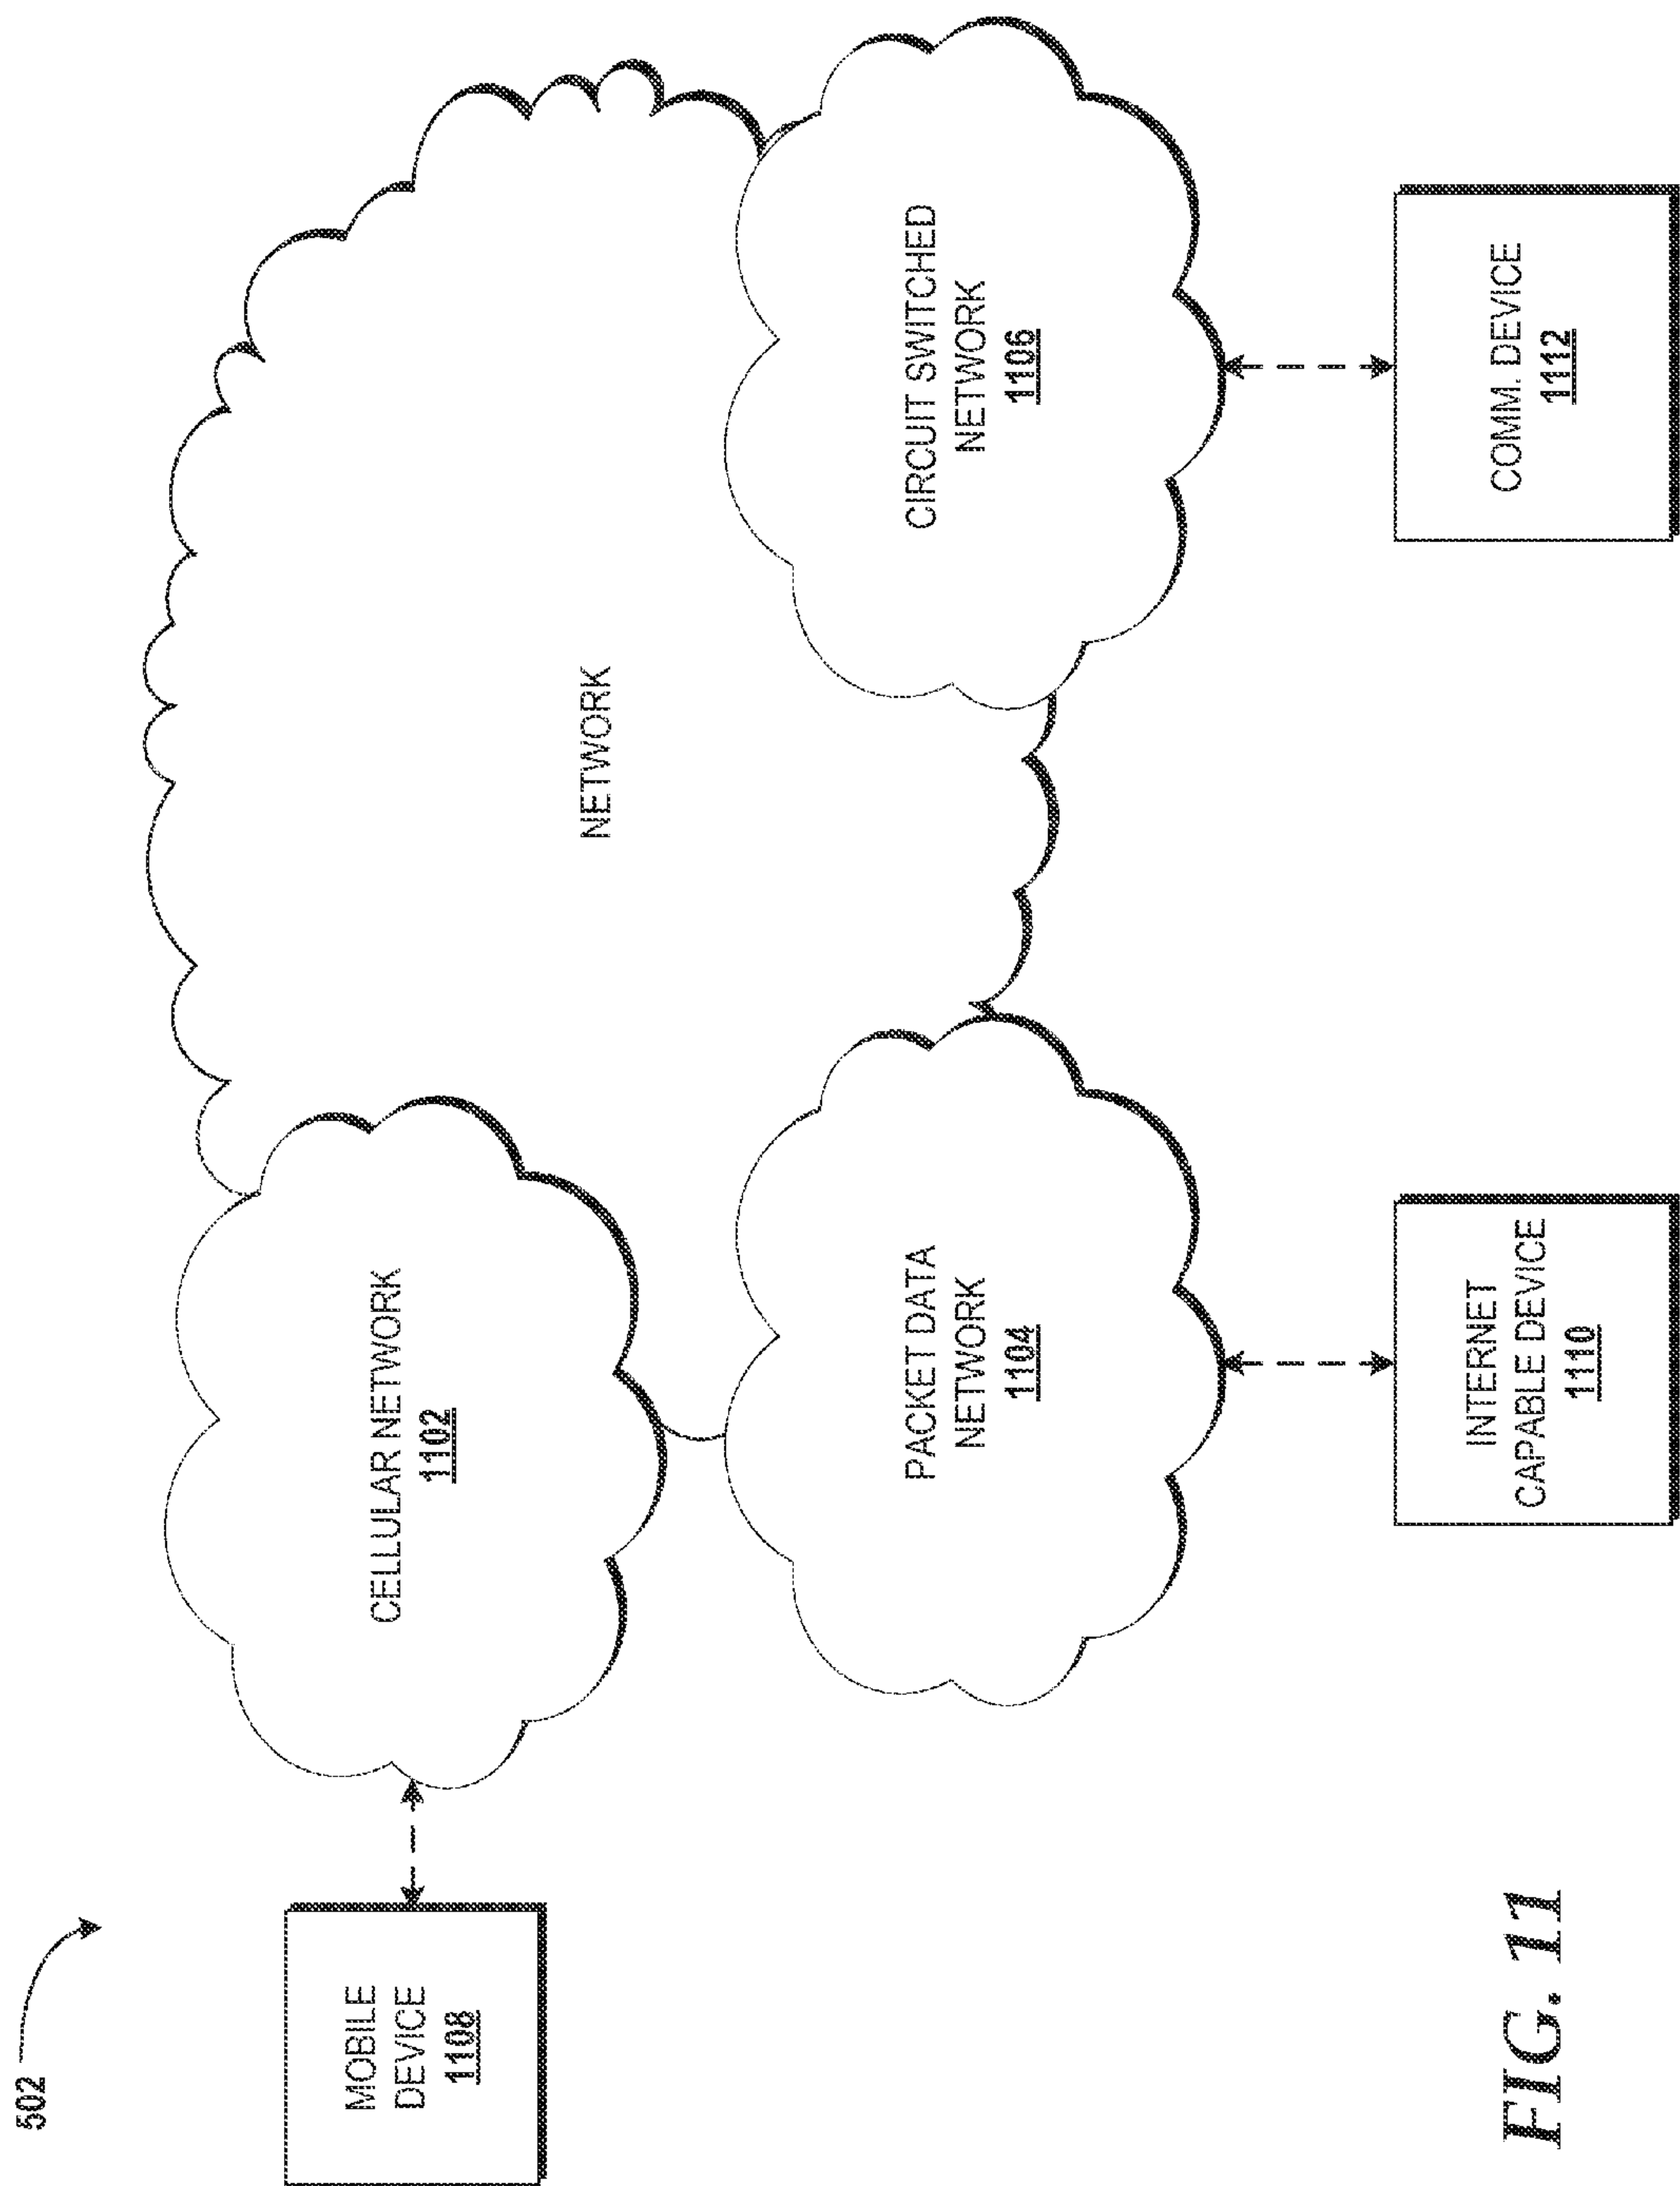 502
MOBILE
DEVICE
1108
CELLULAR NETWORK
1102
NETWORK
PACKET DATA
NETWORK
1104
CIRCUIT SWITCHED
NETWORK
1106
INTERNET
CAPABLE DEVICE
1110
COMM. DEVICE
1112
FIG. 11